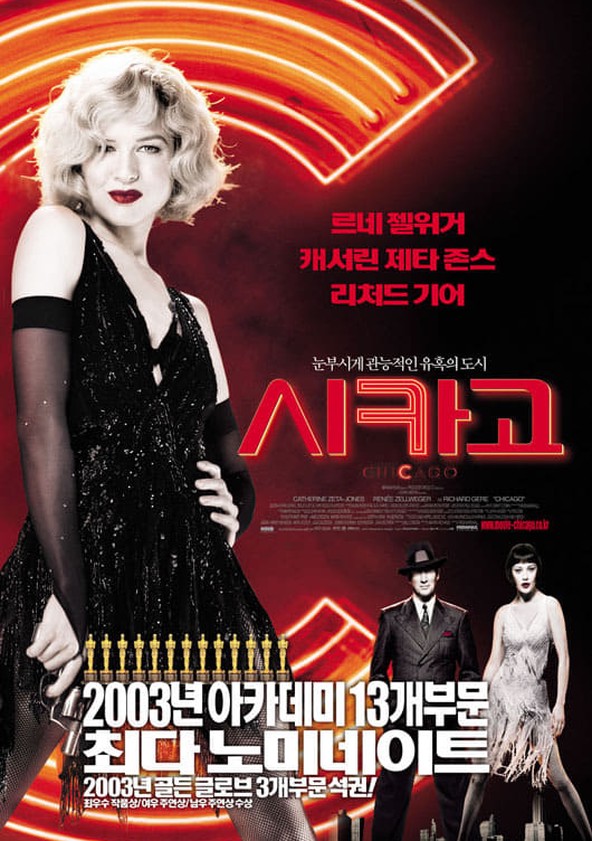 르네 젤위거
캐서린 제타 존스
리처드 기어
눈부시게 관능적인 유혹의 도시
시카고
CHICAGO
CATHERINE ZETA-JONES RENÉE ZELLWEGER RICHARD GERE "CHICAGO"
www.movie-chicago.co.kr
2003년 아카데미 13개부문
최다 노미네이트
2003년 골든 글로브 3개부문 석권!
최우수 작품상/여우 주연상/남우 주연상 수상